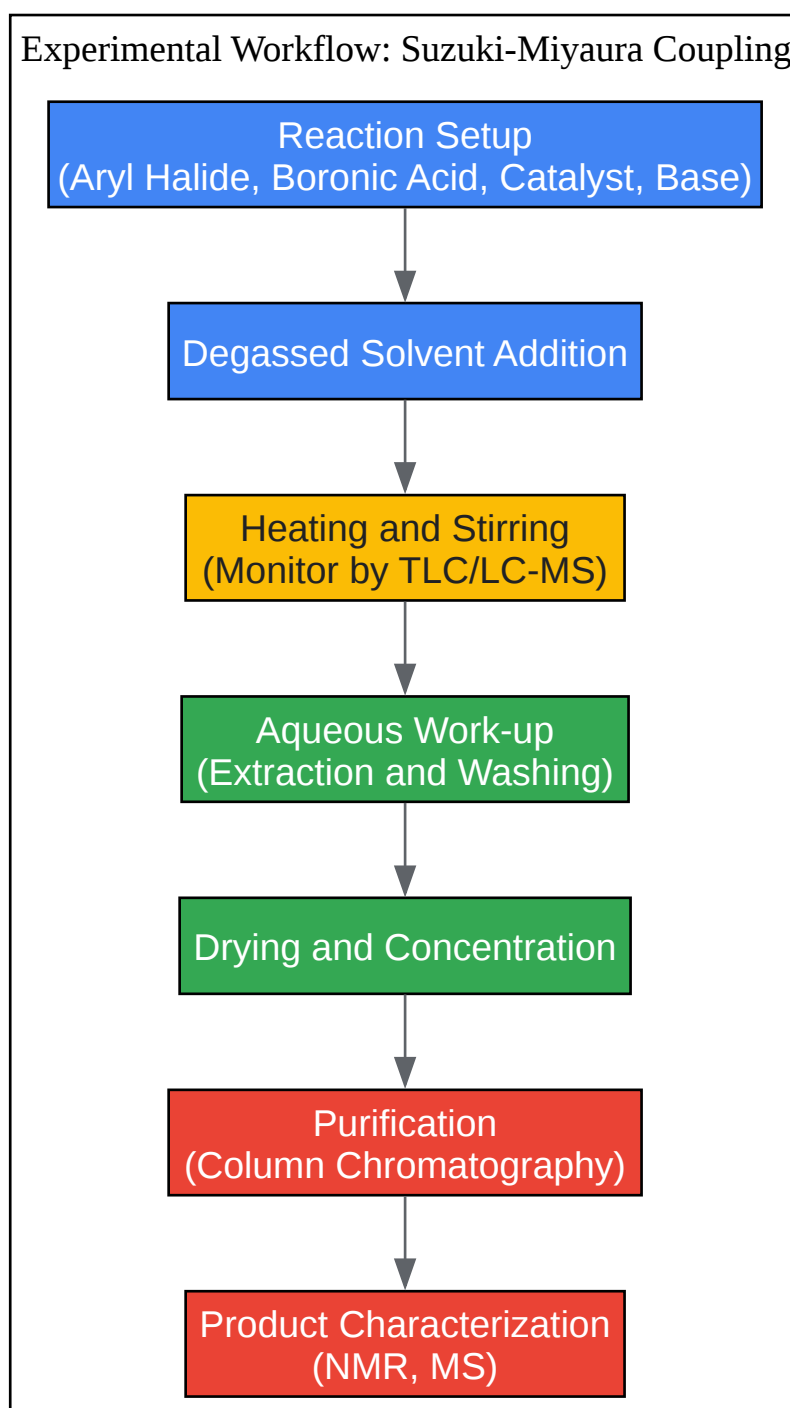 Experimental Workflow: Suzuki-Miyaura Coupling
Reaction Setup
(Aryl Halide, Boronic Acid, Catalyst, Base)
Degassed Solvent Addition
Heating and Stirring
(Monitor by TLC/LC-MS)
Aqueous Work-up
(Extraction and Washing)
Drying and Concentration
Purification
(Column Chromatography)
Product Characterization
(NMR, MS)